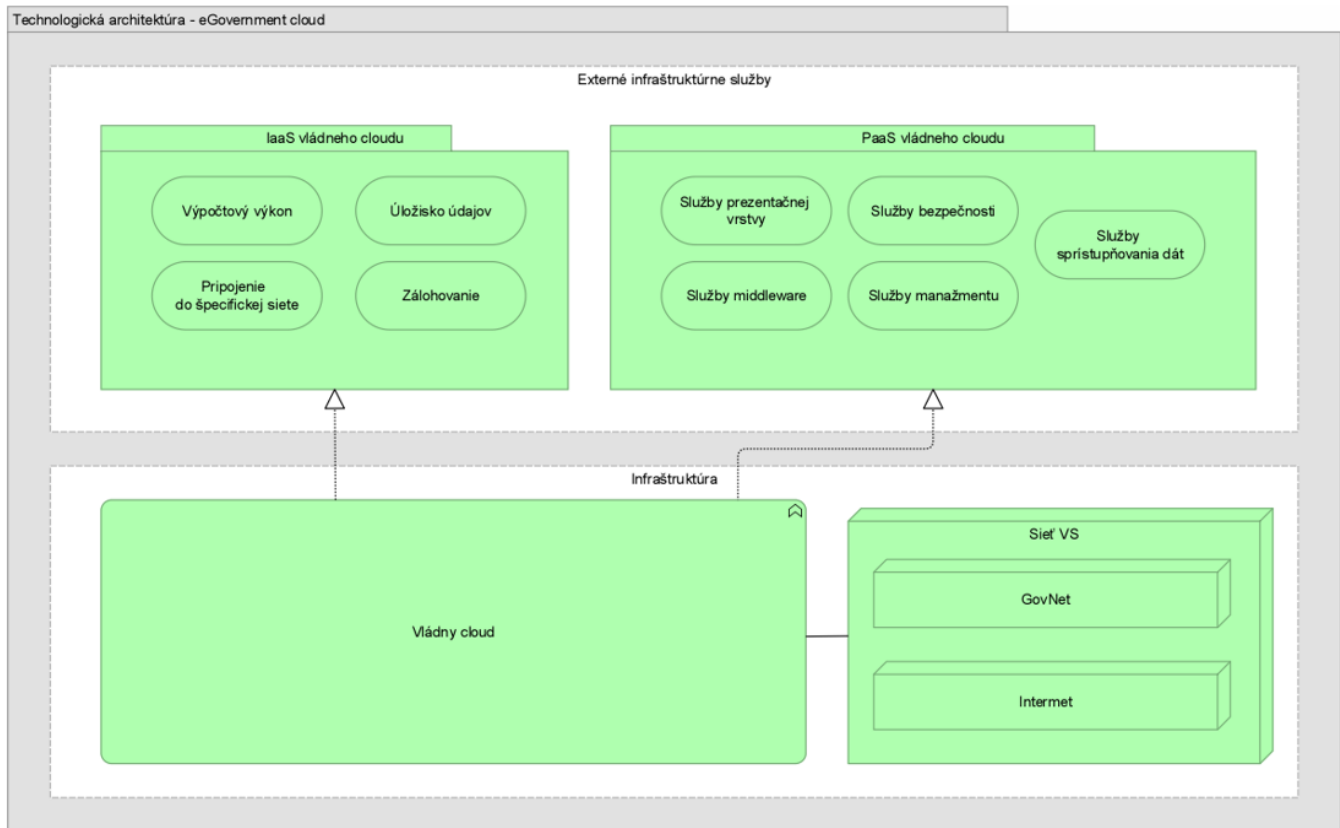 Technologická architektúra - eGovernment cloud
Externé infraštruktúrne služby
IaaS vládneho cloudu
Výpočtový výkon
Úložisko údajov
Pripojenie
do špecifickej siete
Zálohovanie
PaaS vládneho cloudu
Služby prezentačnej
vrstvy
Služby bezpečnosti
Služby
sprístupňovania dát
Služby middleware
Služby manažmentu
Infraštruktúra
Vládny cloud
Sieť VS
GovNet
Internet